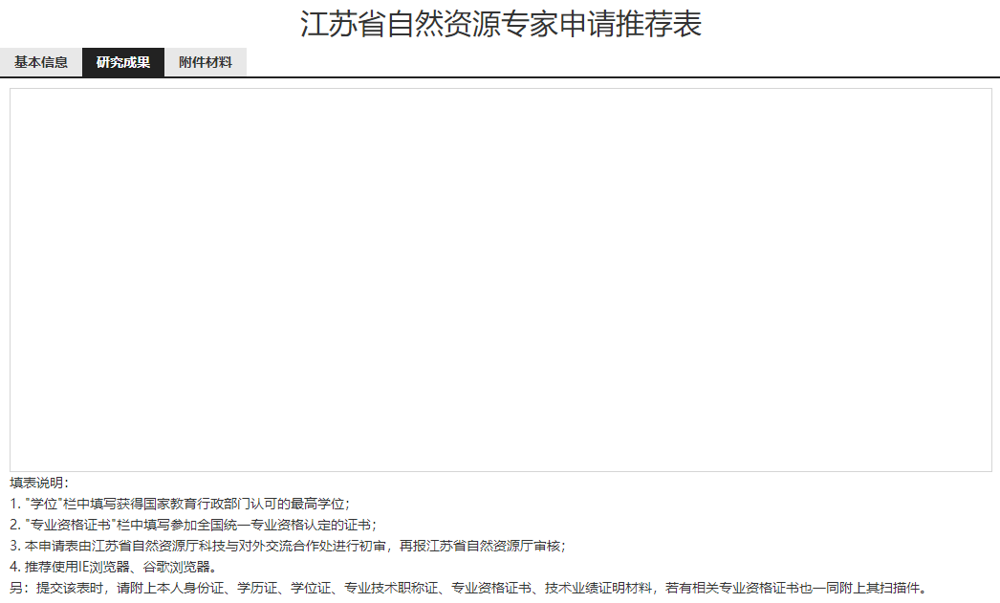 江苏省自然资源专家申请推荐表
基本信息 研究成果 附件材料
填表说明：
1. "学位"栏中填写获得国家教育行政部门认可的最高学位；
2. "专业资格证书"栏中填写参加全国统一专业资格认定的证书；
3. 本申请表由江苏省自然资源厅科技与对外交流合作处进行初审，再报江苏省自然资源厅审核；
4. 推荐使用IE浏览器、谷歌浏览器。
另：提交该表时，请附上本人身份证、学历证、学位证、专业技术职称证、专业资格证书、技术业绩证明材料，若有相关专业资格证书也一同附上其扫描件。